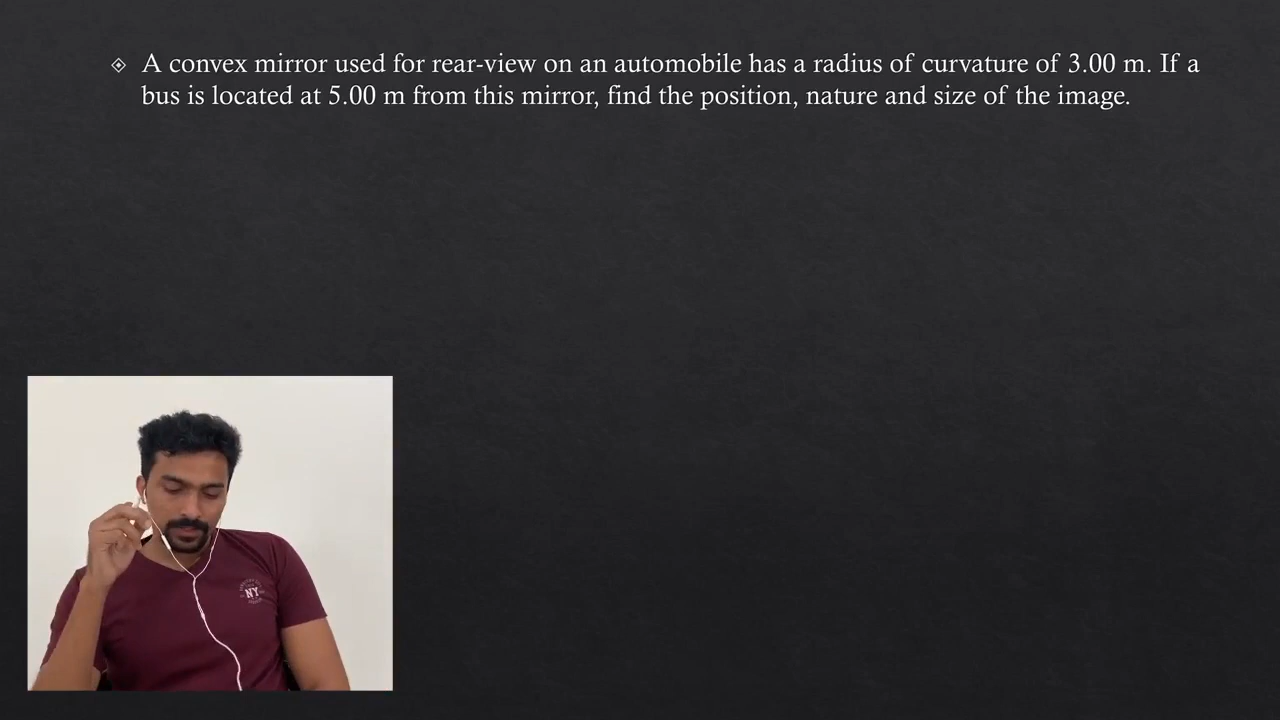 A convex mirror used for rear-view on an automobile has a radius of curvature of 3.00 m. If a
bus is located at 5.00 m from this mirror, find the position, nature and size of the image.
NY